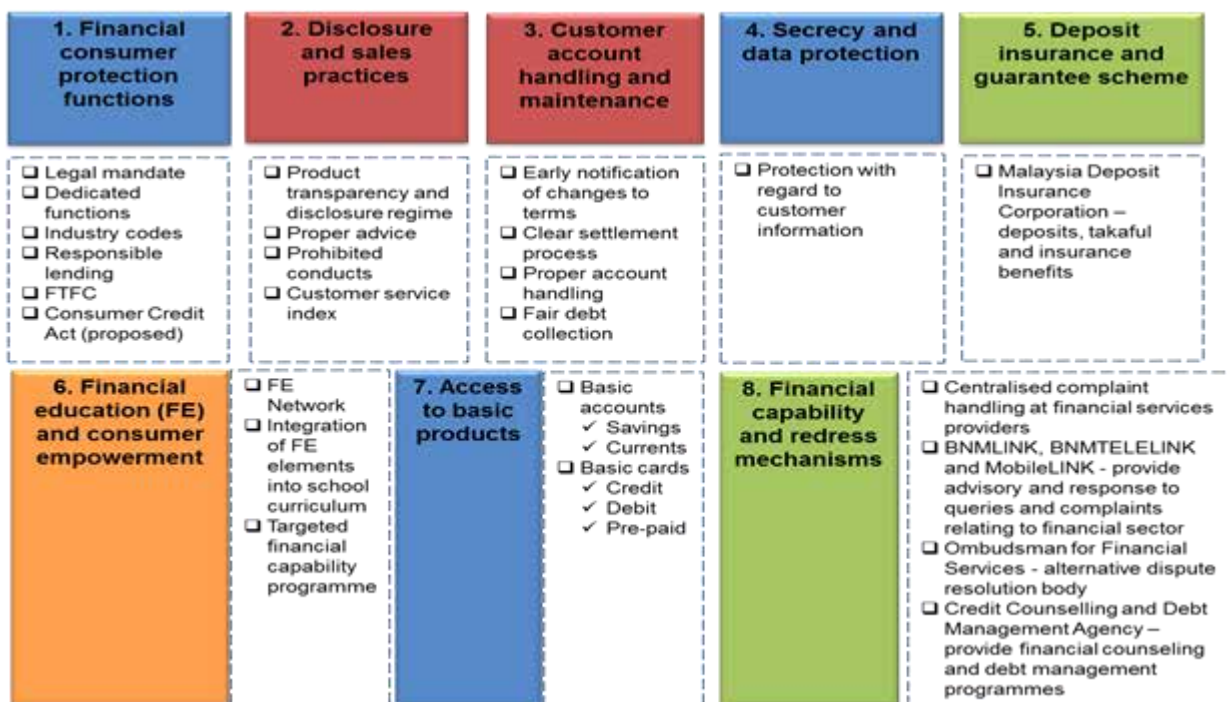 1. Financial
consumer
protection
functions
❑ Legal mandate
❑ Dedicated
functions
❑ Industry codes
❑ Responsible
lending
❑ FTFC
❑ Consumer Credit
Act (proposed)
2. Disclosure
and sales
practices
❑ Product
transparency and
disclosure regime
❑ Proper advice
❑ Prohibited
conducts
❑ Customer service
index
3. Customer
account
handling and
maintenance
❑ Early notification
of changes to
terms
❑ Clear settlement
process
❑ Proper account
handling
❑ Fair debt
collection
4. Secrecy and
data protection
❑ Protection with
regard to
customer
information
5. Deposit
insurance and
guarantee scheme
❑ Malaysia Deposit
Insurance
Corporation –
deposits, takaful
and insurance
benefits
6. Financial
education (FE)
and consumer
empowerment
❑ FE
Network
❑ Integration
of FE
elements
into school
curriculum
❑ Targeted
financial
capability
programme
7. Access
to basic
products
❑ Basic
accounts
✓ Savings
✓ Currents
❑ Basic cards
✓ Credit
✓ Debit
✓ Pre-paid
8. Financial
capability
and redress
mechanisms
❑ Centralised complaint
handling at financial services
providers
❑ BNMLINK, BNMTELELINK
and MobileLINK - provide
advisory and response to
queries and complaints
relating to financial sector
❑ Ombudsman for Financial
Services - alternative dispute
resolution body
❑ Credit Counselling and Debt
Management Agency –
provide financial counseling
and debt management
programmes